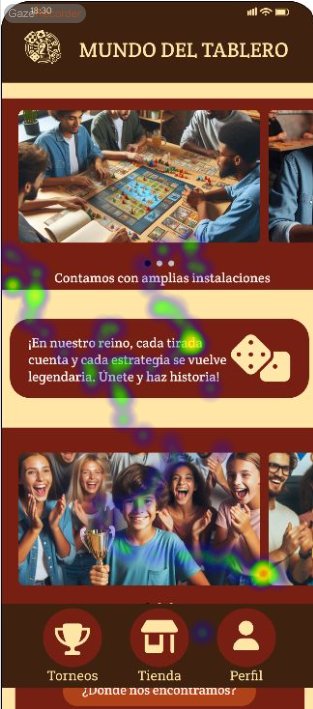 GazeRecorder
18:30
MUNDO DEL TABLERO
Contamos con amplias instalaciones
¡En nuestro reino, cada tirada
cuenta y cada estrategia se vuelve
legendaria. Únete y haz historia!
Torneos
Tienda
Perfil
¿Dónde nos encontramos?